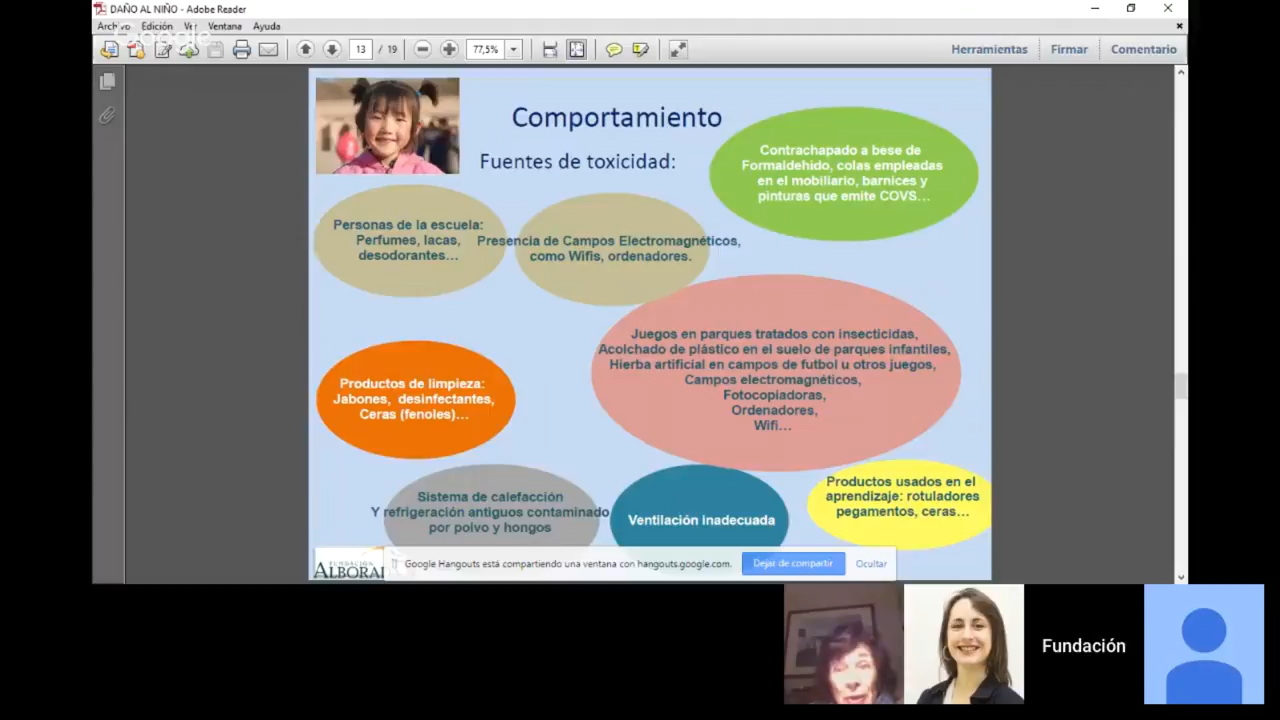 DAÑO AL NIÑO - Adobe Reader
Archivo Edición Ver Ventana Ayuda
Google
13 / 19
77,5%
Herramientas Firmar Comentario
Comportamiento
Fuentes de toxicidad:
Contrachapado a bese de
Formaldehido, colas empleadas
en el mobiliario, barnices y
pinturas que emite COVS...
Personas de la escuela:
Perfumes, lacas,
desodorantes...
Presencia de Campos Electromagnéticos,
como Wifis, ordenadores.
Juegos en parques tratados con insecticidas,
Acolchado de plástico en el suelo de parques infantiles,
Hierba artificial en campos de futbol u otros juegos,
Campos electromagnéticos,
Fotocopiadoras,
Ordenadores,
Wifi...
Productos de limpieza:
Jabones, desinfectantes,
Ceras (fenoles)...
Sistema de calefacción
Y refrigeración antiguos contaminado
por polvo y hongos
Ventilación inadecuada
Productos usados en el
aprendizaje: rotuladores
pegamentos, ceras...
FUNDACIÓN
Google Hangouts está compartiendo una ventana con hangouts.google.com.
Dejar de compartir
Ocultar
Fundación